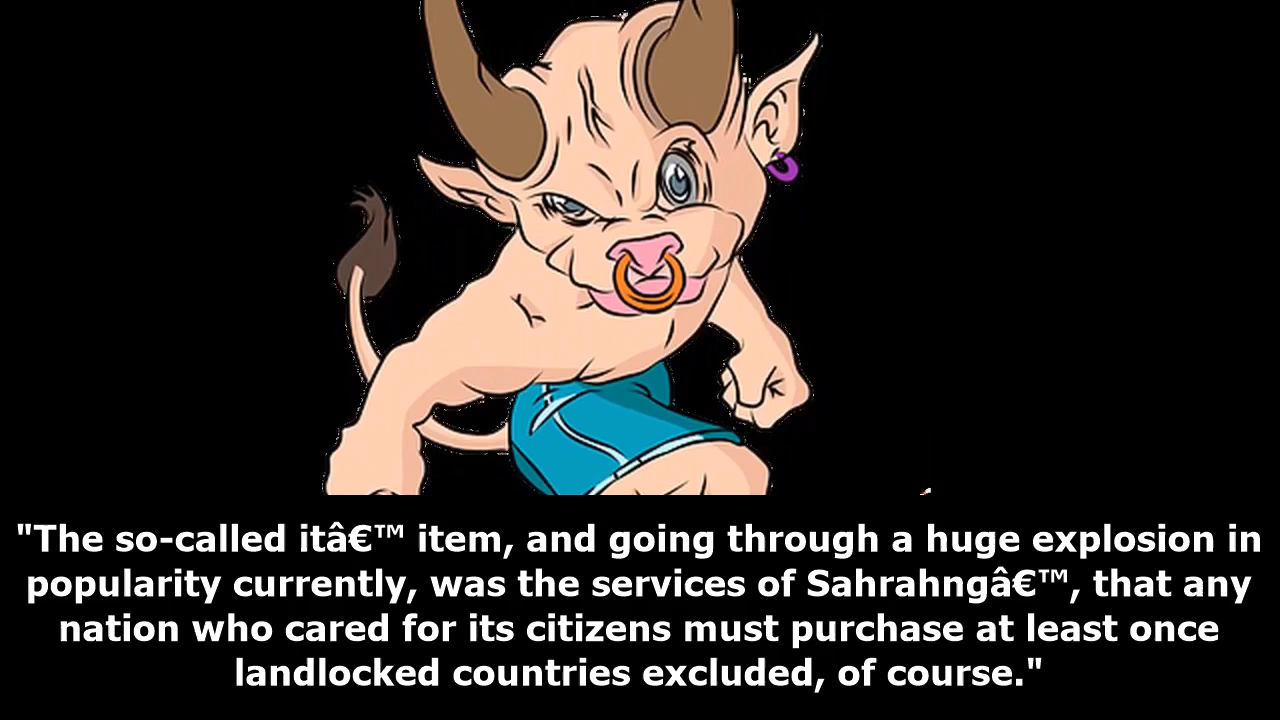 "The so-called itâ€™ item, and going through a huge explosion in
popularity currently, was the services of Sahrahngâ€™, that any
nation who cared for its citizens must purchase at least once
landlocked countries excluded, of course."